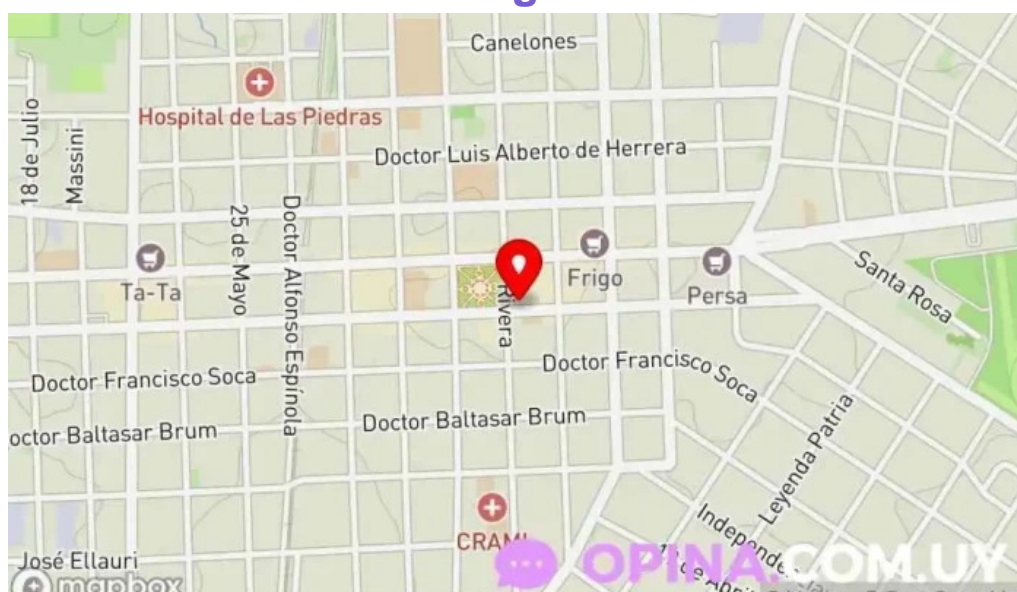 g
Canelones
Hospital de Las Piedras
Doctor Luis Alberto de Herrera
18 de Julio
Massini
25 de Mayo
Doctor Alfonso Espínola
Ta-Ta
Rivera
Frigo
Persa
Santa Rosa
Doctor Francisco Soca
Doctor Francisco Soca
octor Baltasar Brum
Doctor Baltasar Brum
Leyenda Patria
CRAMI
José Ellauri
mapbox
OPINA.COM.UY